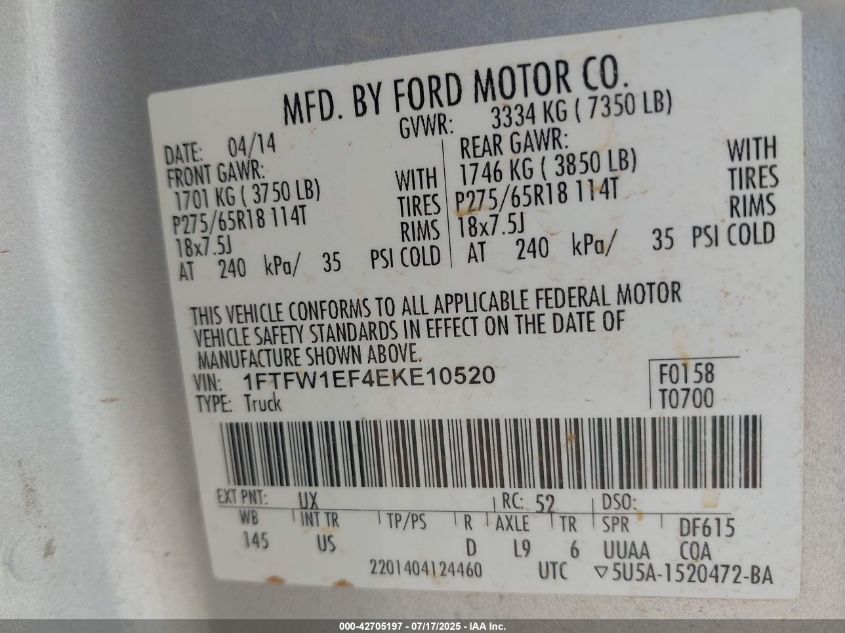 MFD. BY FORD MOTOR CO.
DATE: 04/14 GVWR: 3334 KG ( 7350 LB)
FRONT GAWR: REAR GAWR:
1701 KG ( 3750 LB) WITH 1746 KG ( 3850 LB) WITH
P275/65R18 114T TIRES P275/65R18 114T TIRES
18x7.5J RIMS 18x7.5J RIMS
AT 240 kPa/ 35 PSI COLD AT 240 kPa/ 35 PSI COLD
THIS VEHICLE CONFORMS TO ALL APPLICABLE FEDERAL MOTOR
VEHICLE SAFETY STANDARDS IN EFFECT ON THE DATE OF
MANUFACTURE SHOWN ABOVE.
VIN: 1FTFW1EF4EKE10520 F0158
TYPE: Truck T0700
EXT PNT: UX RC: 52 DSO:
WB INT TR TP/PS R AXLE TR SPR DF615
145 US D L9 6 UUAA COA
2201404124460 UTC ▽5U5A-1520472-BA
000-42705197 - 07/17/2025 - IAA Inc.